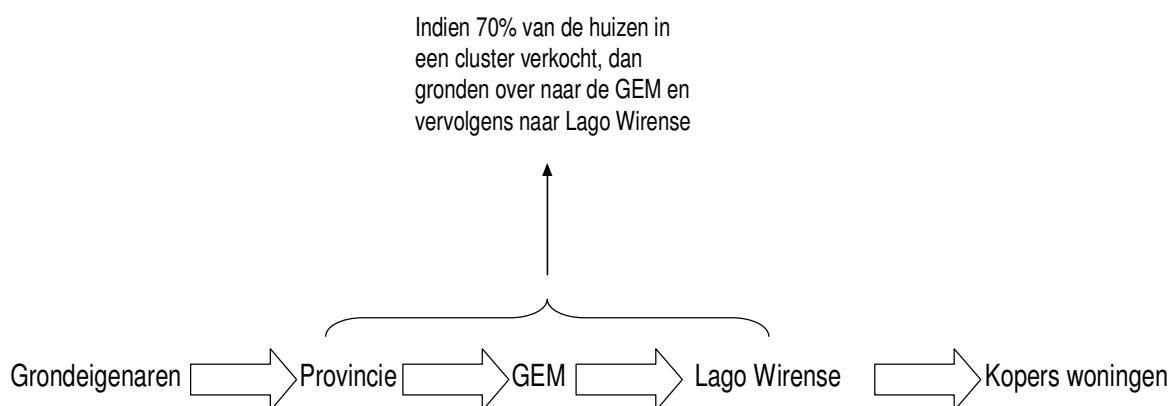 Indien 70% van de huizen in
een cluster verkocht, dan
gronden over naar de GEM en
vervolgens naar Lago Wirense
Grondeigenaren Provincie GEM Lago Wirense Kopers woningen